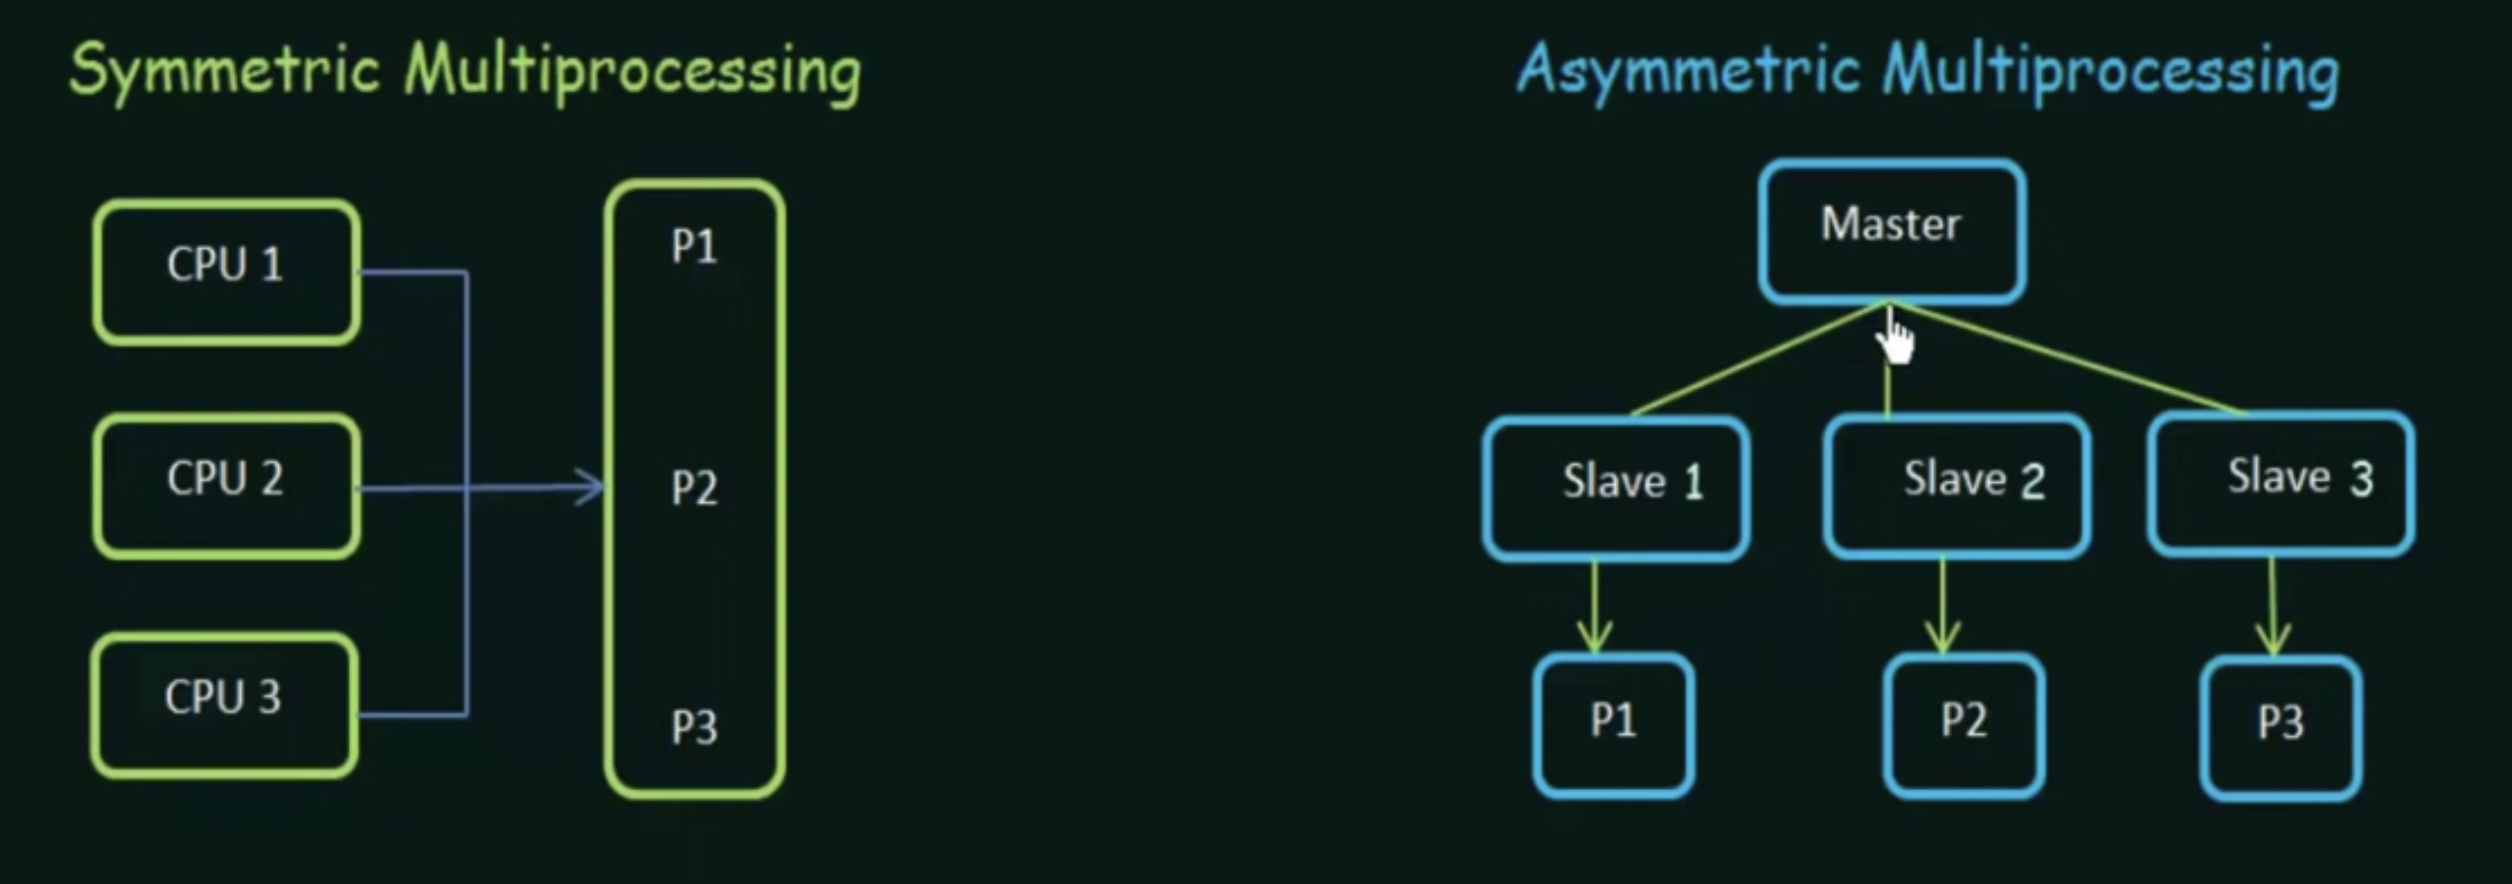 Symmetric Multiprocessing
CPU 1
CPU 2
CPU 3
P1
P2
P3
Asymmetric Multiprocessing
Master
Slave 1
Slave 2
Slave 3
P1
P2
P3